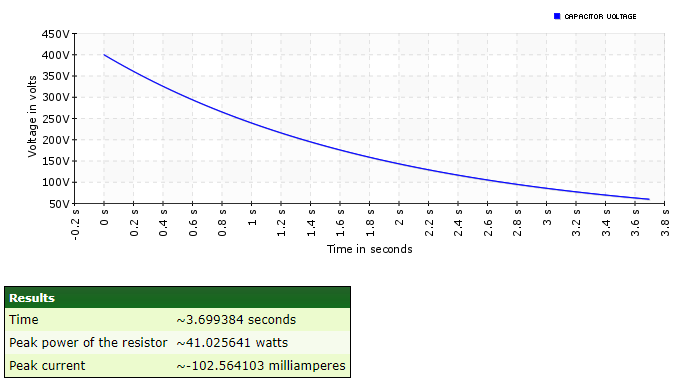 CAPACITOR VOLTAGE
450V
400V
350V
300V
250V
200V
150V
100V
50V
Voltage in volts
-0.2 s
0 s
0.2 s
0.4 s
0.6 s
0.8 s
1 s
1.2 s
1.4 s
1.6 s
1.8 s
2 s
2.2 s
2.4 s
2.6 s
2.8 s
3 s
3.2 s
3.4 s
3.6 s
3.8 s
Time in seconds
Results
Time ~3.699384 seconds
Peak power of the resistor ~41.025641 watts
Peak current ~-102.564103 milliamperes